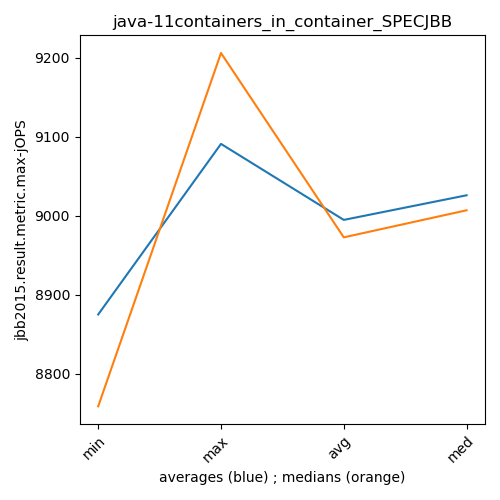 java-11containers_in_container_SPECJBB
jbb2015.result.metric.max-jOPS
9200
9100
9000
8900
8800
min
max
avg
med
averages (blue) ; medians (orange)